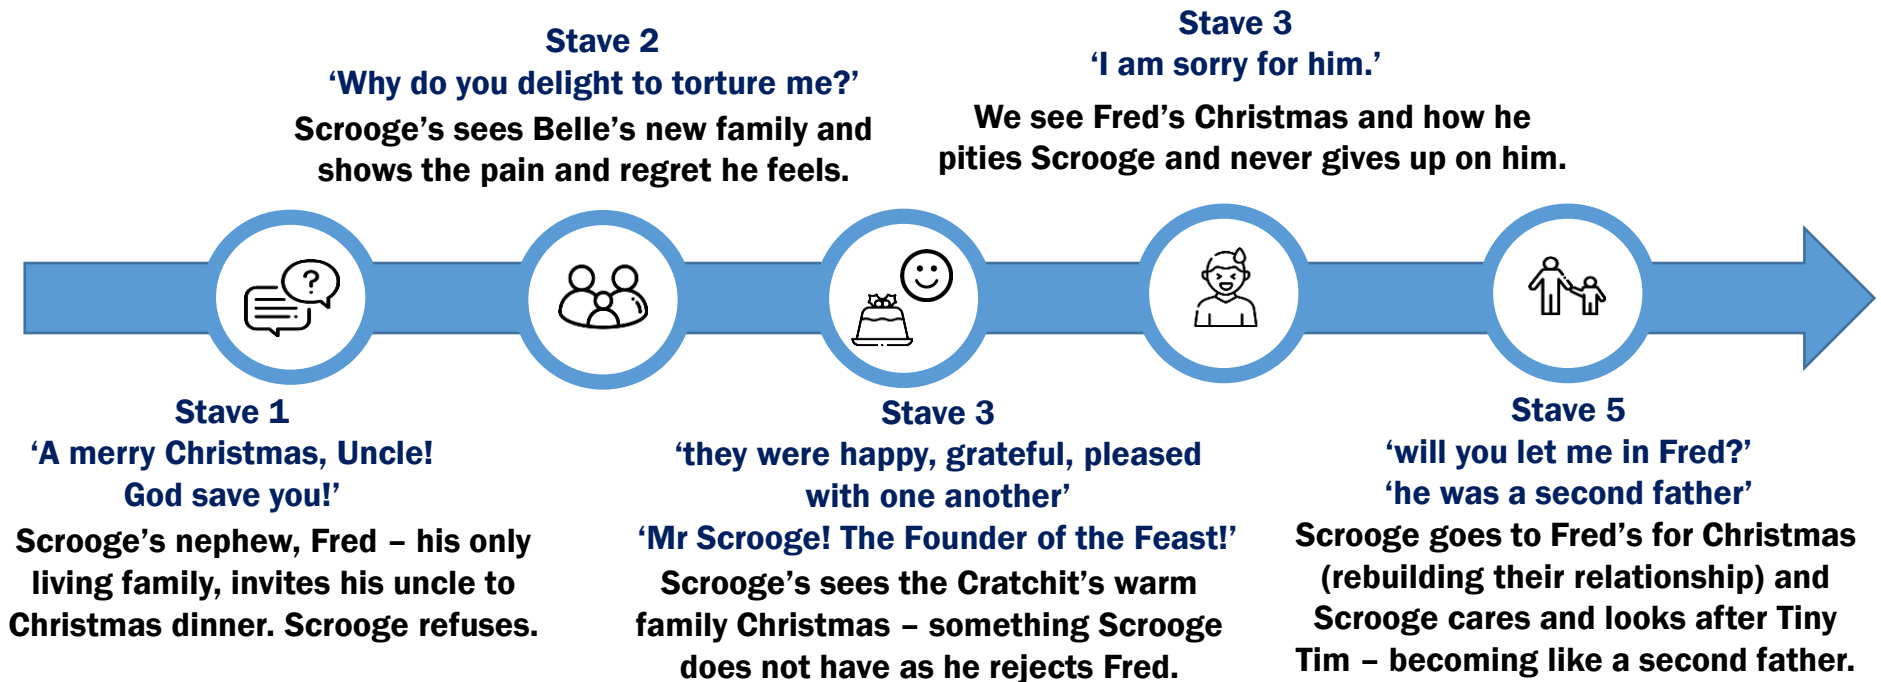 Stave 1
‘A merry Christmas, Uncle!
God save you!’
Scrooge’s nephew, Fred – his only
living family, invites his uncle to
Christmas dinner. Scrooge refuses.
Stave 2
‘Why do you delight to torture me?’
Scrooge’s sees Belle’s new family and
shows the pain and regret he feels.
Stave 3
‘they were happy, grateful, pleased
with one another’
‘Mr Scrooge! The Founder of the Feast!’
Scrooge’s sees the Cratchit’s warm
family Christmas – something Scrooge
does not have as he rejects Fred.
Stave 3
‘I am sorry for him.’
We see Fred’s Christmas and how he
pities Scrooge and never gives up on him.
Stave 5
‘will you let me in Fred?’
‘he was a second father’
Scrooge goes to Fred’s for Christmas
(rebuilding their relationship) and
Scrooge cares and looks after Tiny
Tim – becoming like a second father.
?